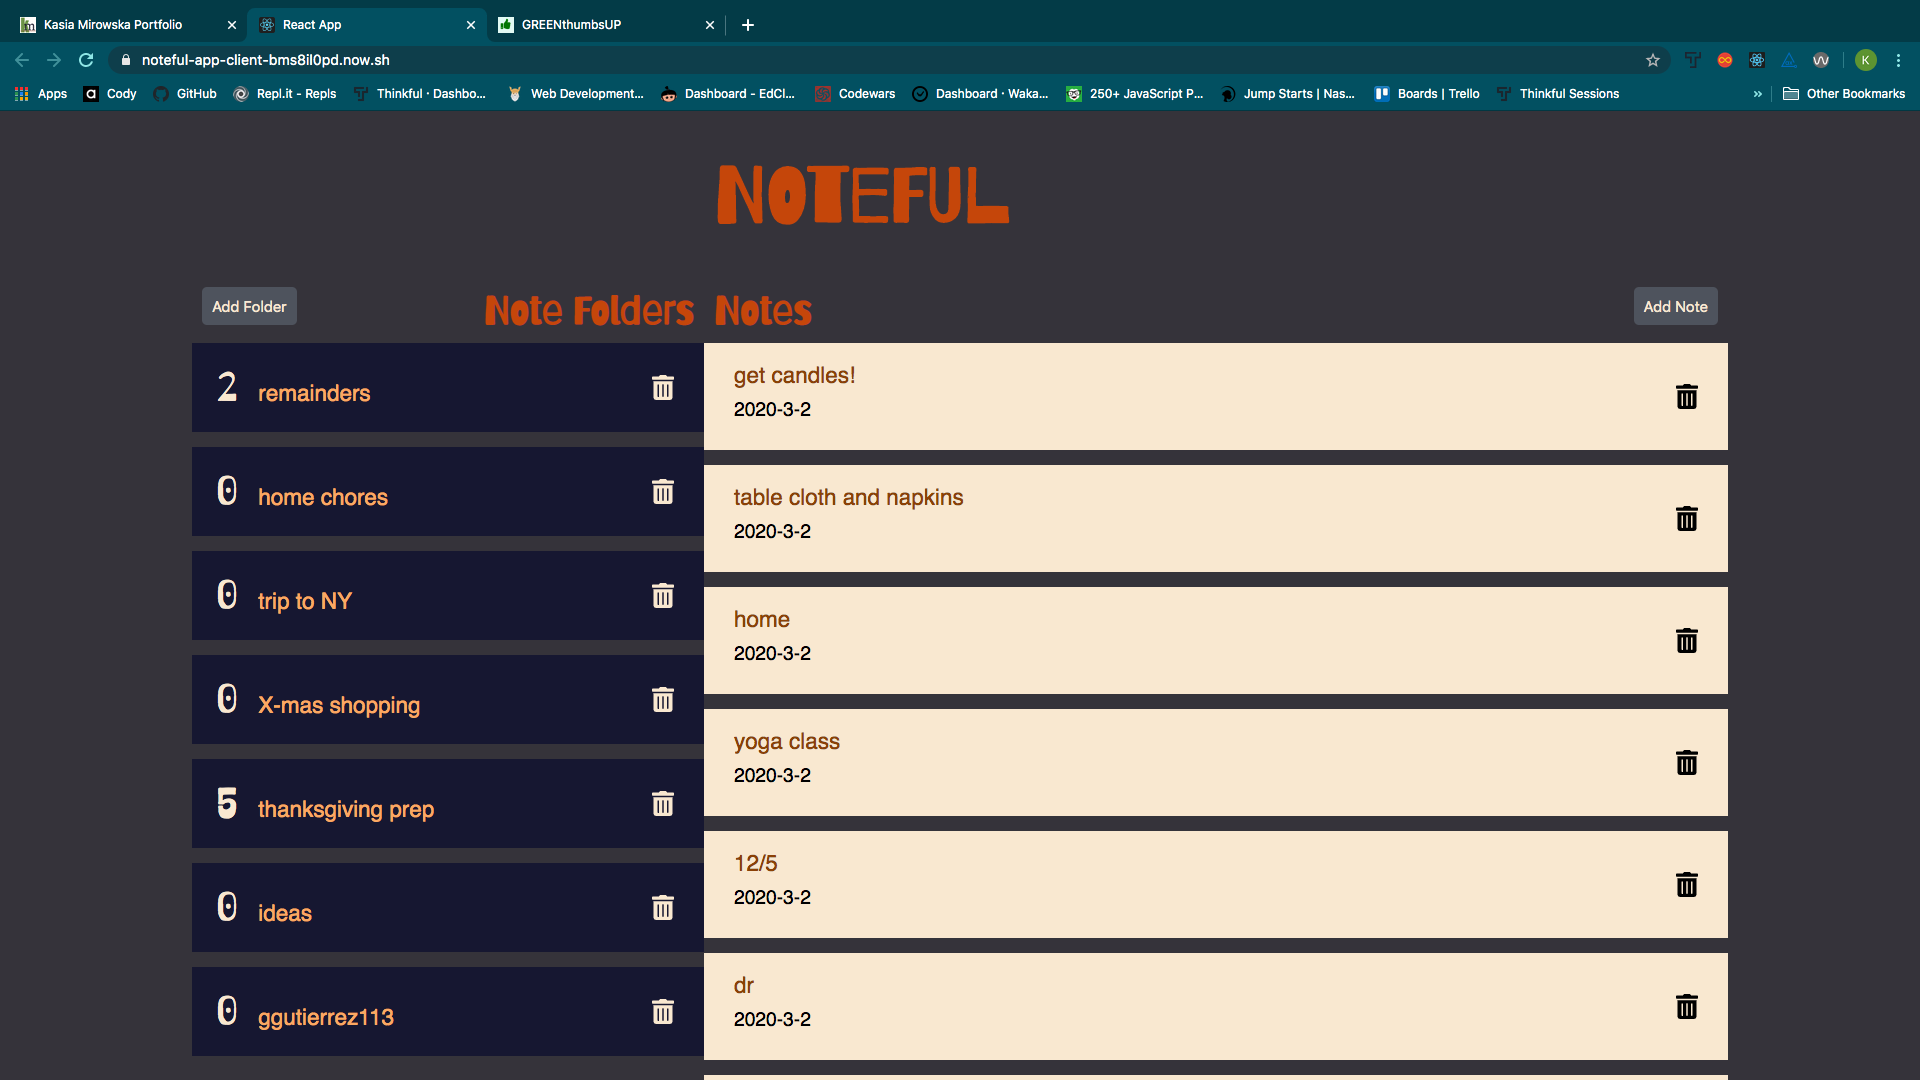 Kasia Mirowska Portfolio
React App
GREENthumbsUP
noteful-app-client-bms8il0pd.now.sh
K
Apps
Cody
GitHub
Repl.it - Repls
Thinkful · Dashbo...
Web Development...
Dashboard - EdCl...
Codewars
Dashboard · Waka...
250+ JavaScript P...
Jump Starts | Nas...
Boards | Trello
Thinkful Sessions
»
Other Bookmarks
NOTEFUL
Add Folder
Note Folders
Notes
Add Note
2 remainders
0 home chores
0 trip to NY
0 X-mas shopping
5 thanksgiving prep
0 ideas
0 ggutierrez113
get candles!
2020-3-2
table cloth and napkins
2020-3-2
home
2020-3-2
yoga class
2020-3-2
12/5
2020-3-2
dr
2020-3-2